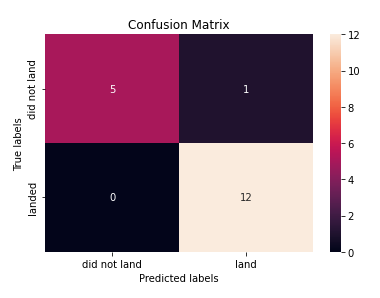 Confusion Matrix
True labels
did not land
landed
5
1
0
12
did not land
land
Predicted labels
12
10
8
6
4
2
0